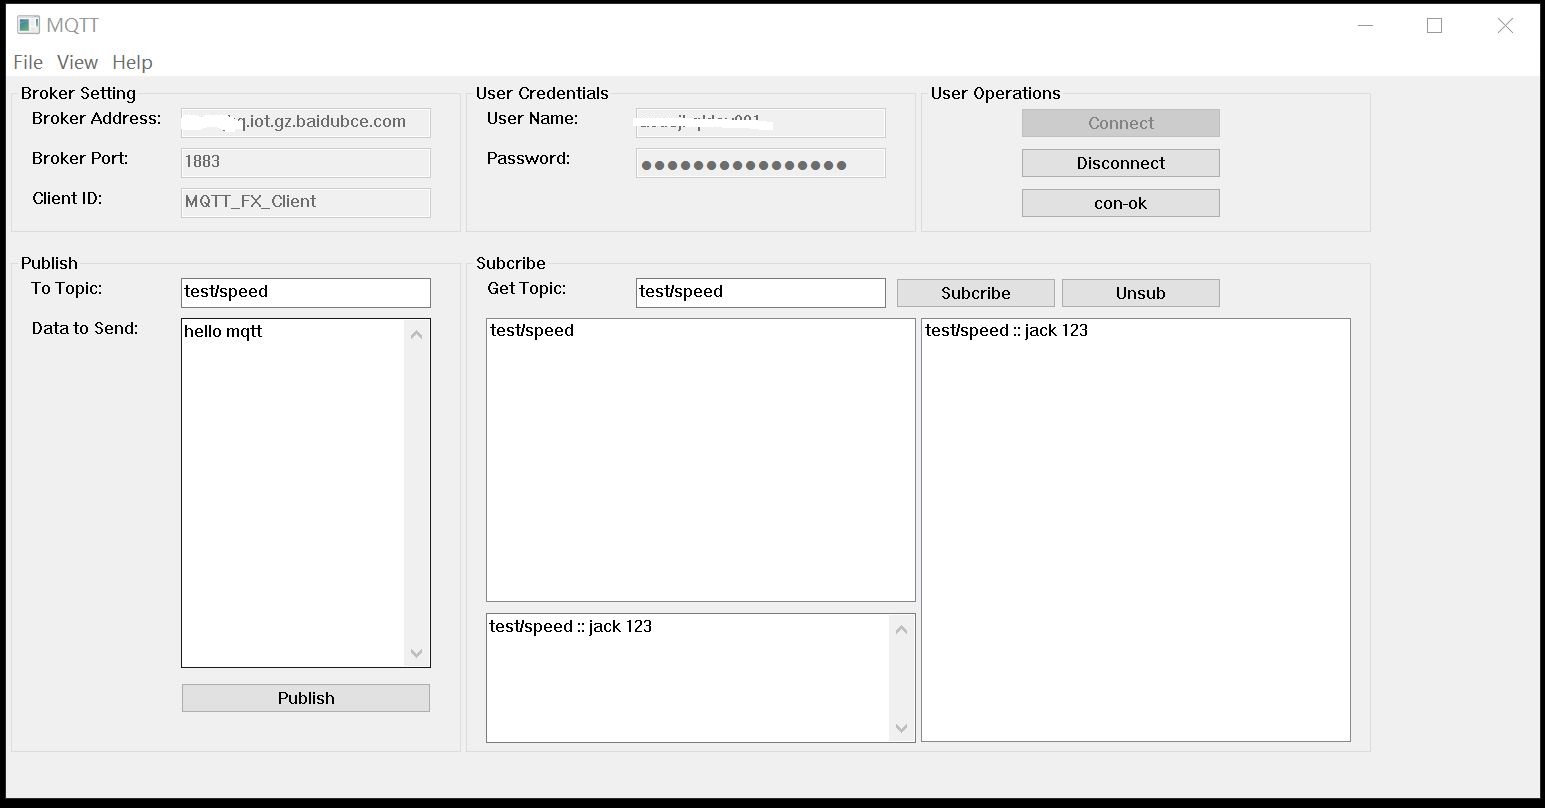 MQTT
File View Help
Broker Setting
Broker Address: q.iot.gz.baidubce.com
Broker Port: 1883
Client ID: MQTT_FX_Client
User Credentials
User Name:
Password: ●●●●●●●●●●●●●●●●
User Operations
Connect
Disconnect
con-ok
Publish
To Topic: test/speed
Data to Send: hello mqtt
Publish
Subcribe
Get Topic: test/speed Subcribe Unsub
test/speed
test/speed :: jack 123
test/speed :: jack 123